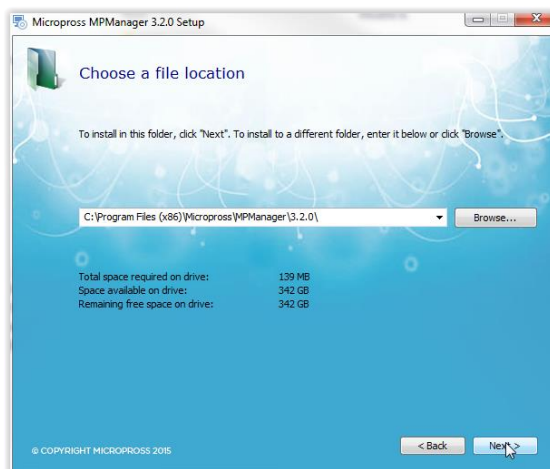 Micropross MPManager 3.2.0 Setup
Choose a file location
To install in this folder, click "Next". To install to a different folder, enter it below or click "Browse".
C:\Program Files (x86)\Micropross\MPManager\3.2.0\
Browse...
Total space required on drive: 139 MB
Space available on drive: 342 GB
Remaining free space on drive: 342 GB
© COPYRIGHT MICROPROSS 2015
< Back
Next >